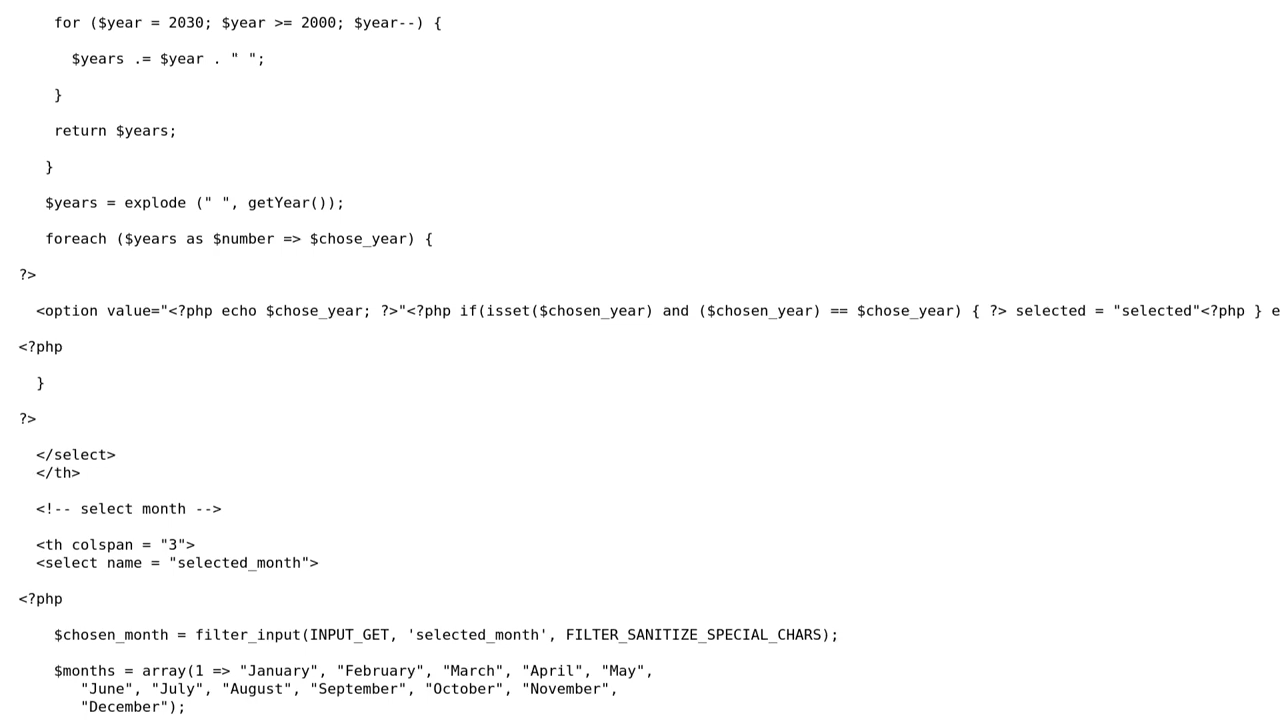 for ($year = 2030; $year >= 2000; $year--) {
$years .= $year . " ";
}
return $years;
}
$years = explode (" ", getYear());
foreach ($years as $number => $chose_year) {
?>
<option value="<?php echo $chose_year; ?>"<?php if(isset($chosen_year) and ($chosen_year) == $chose_year) { ?> selected = "selected"<?php } e
<?php
}
?>
</select>
</th>
<!-- select month -->
<th colspan = "3">
<select name = "selected_month">
<?php
$chosen_month = filter_input(INPUT_GET, 'selected_month', FILTER_SANITIZE_SPECIAL_CHARS);
$months = array(1 => "January", "February", "March", "April", "May",
"June", "July", "August", "September", "October", "November",
"December");